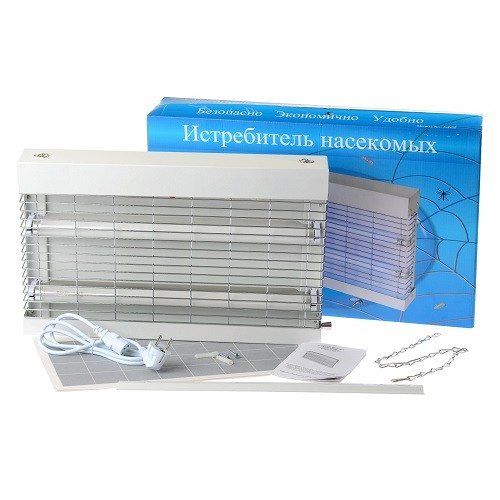 Безопасно Экономично Удобно
Истребитель насекомых